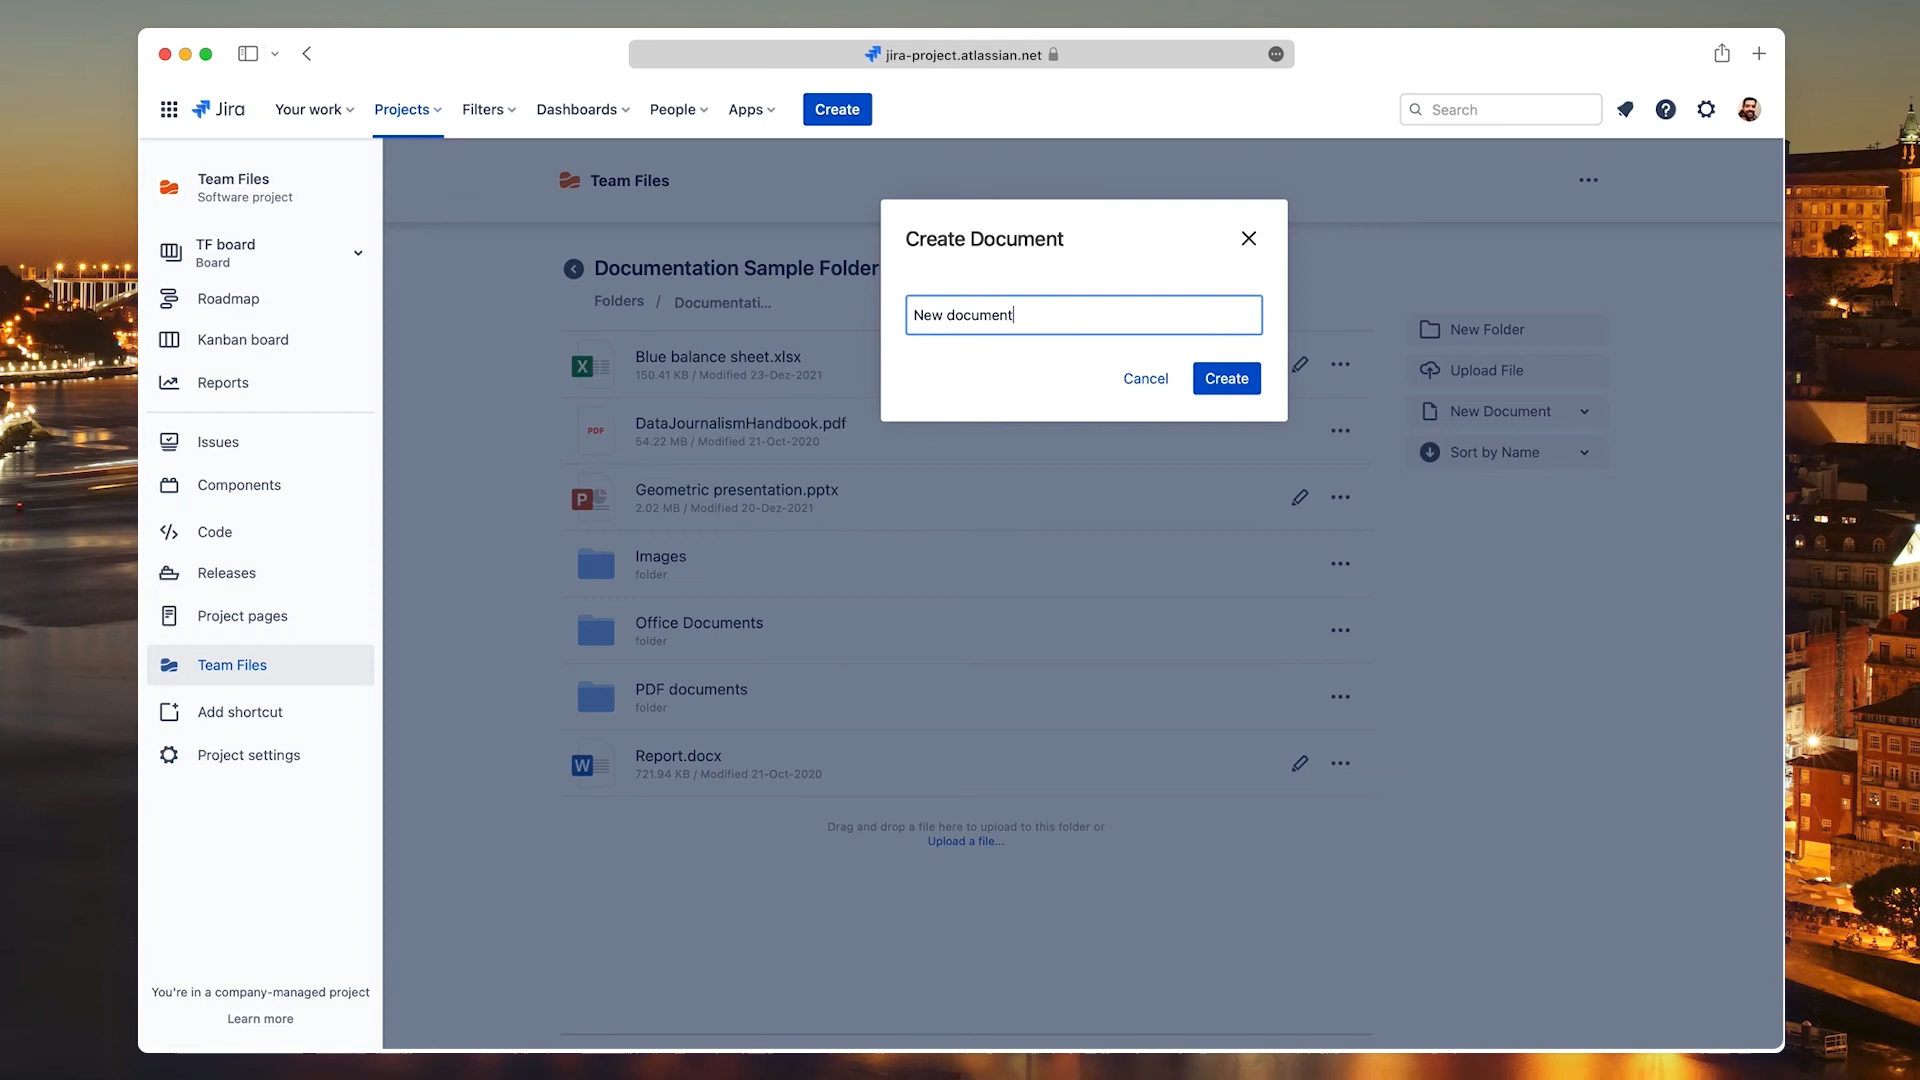 jira-project.atlassian.net
Jira
Your work
Projects
Filters
Dashboards
People
Apps
Create
Search
Team Files
Software project
TF board
Board
Roadmap
Kanban board
Reports
Issues
Components
Code
Releases
Project pages
Team Files
Add shortcut
Project settings
You're in a company-managed project
Learn more
Team Files
Documentation Sample Folder
Folders / Documentati...
Blue balance sheet.xlsx
150.41 KB / Modified 23-Dez-2021
PDF
DataJournalismHandbook.pdf
54.22 MB / Modified 21-Oct-2020
P
Geometric presentation.pptx
2.02 MB / Modified 20-Dez-2021
Images
folder
Office Documents
folder
PDF documents
folder
W
Report.docx
721.94 KB / Modified 21-Oct-2020
Drag and drop a file here to upload to this folder or
Upload a file...
Create Document
New document
Cancel
Create
New Folder
Upload File
New Document
Sort by Name